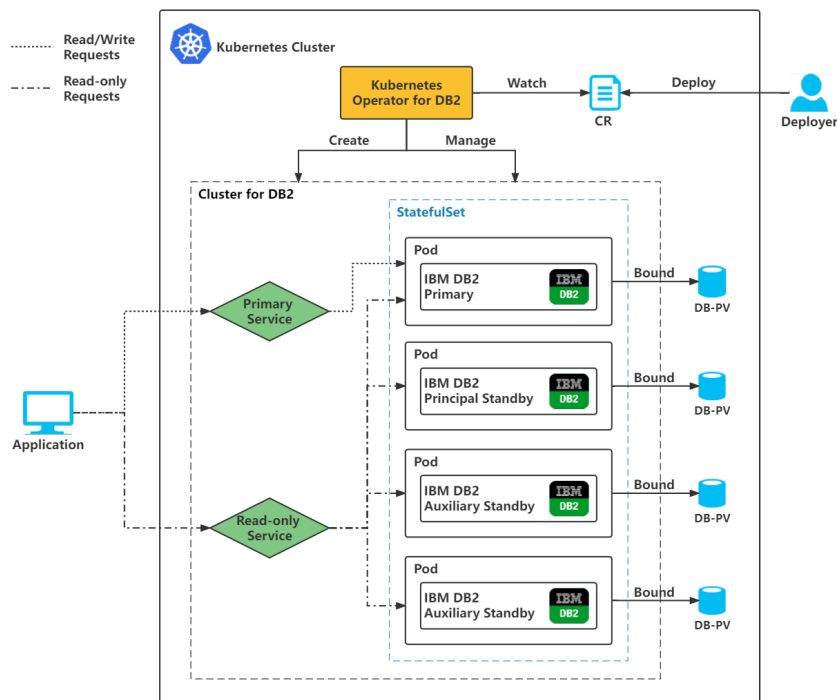 Read/Write
Requests
Read-only
Requests
Kubernetes Cluster
Kubernetes
Operator for DB2
Watch
CR
Deploy
Deployer
Create
Manage
Cluster for DB2
StatefulSet
Pod
IBM DB2
Primary
IBM
DB2
Bound
DB-PV
Primary
Service
Pod
IBM DB2
Principal Standby
IBM
DB2
Bound
DB-PV
Application
Pod
IBM DB2
Auxiliary Standby
IBM
DB2
Bound
DB-PV
Read-only
Service
Pod
IBM DB2
Auxiliary Standby
IBM
DB2
Bound
DB-PV